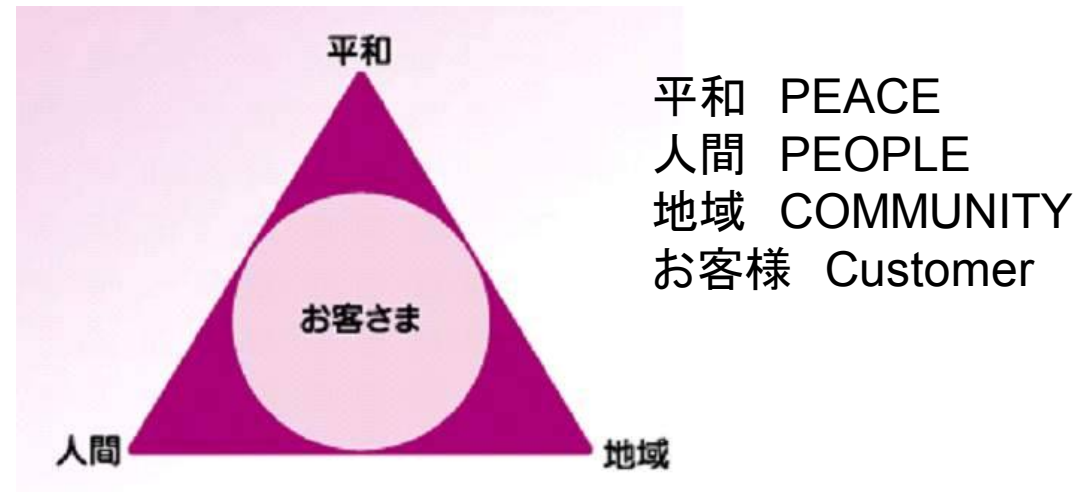 平和
お客さま
人間
地域
平和　PEACE
人間　PEOPLE
地域　COMMUNITY
お客様　Customer